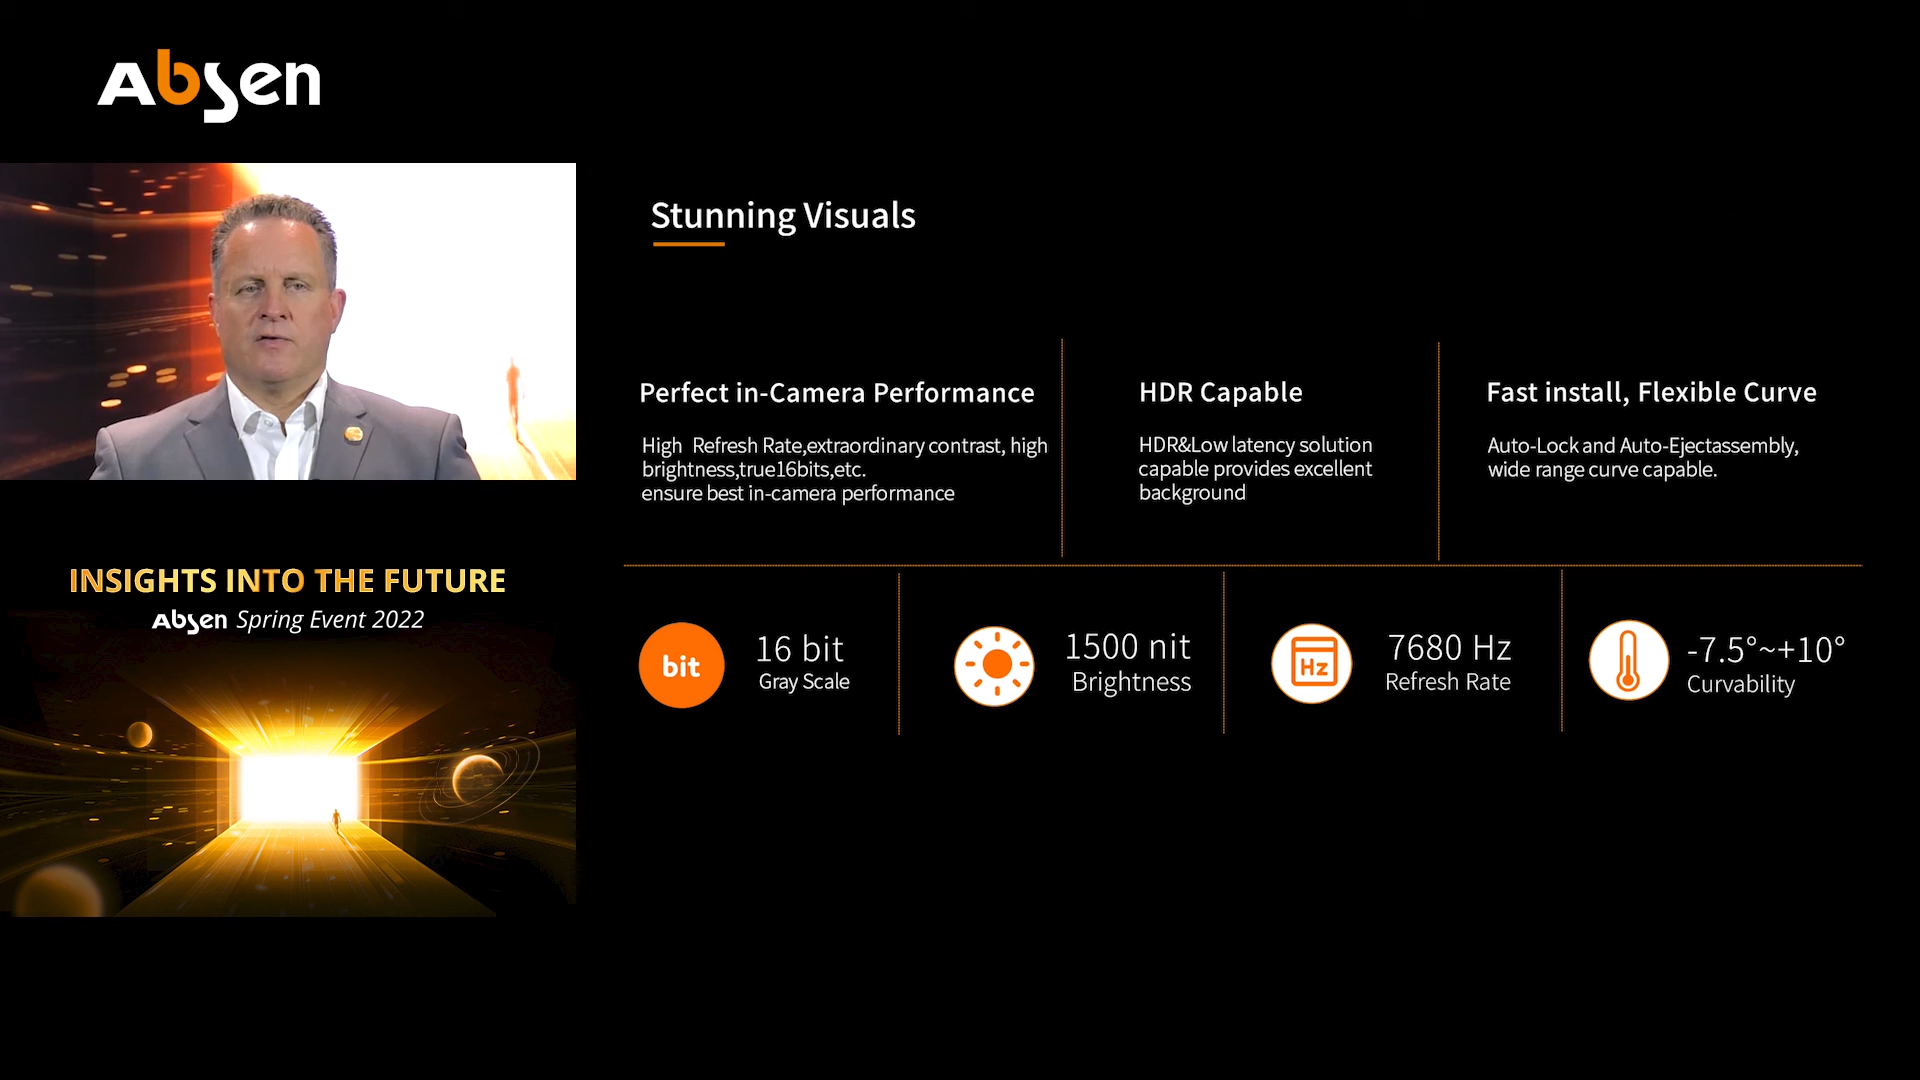 Absen
Stunning Visuals
Perfect in-Camera Performance
High Refresh Rate,extraordinary contrast, high
brightness,true16bits,etc.
ensure best in-camera performance
HDR Capable
HDR&Low latency solution
capable provides excellent
background
Fast install, Flexible Curve
Auto-Lock and Auto-Ejectassembly,
wide range curve capable.
INSIGHTS INTO THE FUTURE
Absen Spring Event 2022
bit
16 bit
Gray Scale
1500 nit
Brightness
Hz
7680 Hz
Refresh Rate
-7.5°~+10°
Curvability